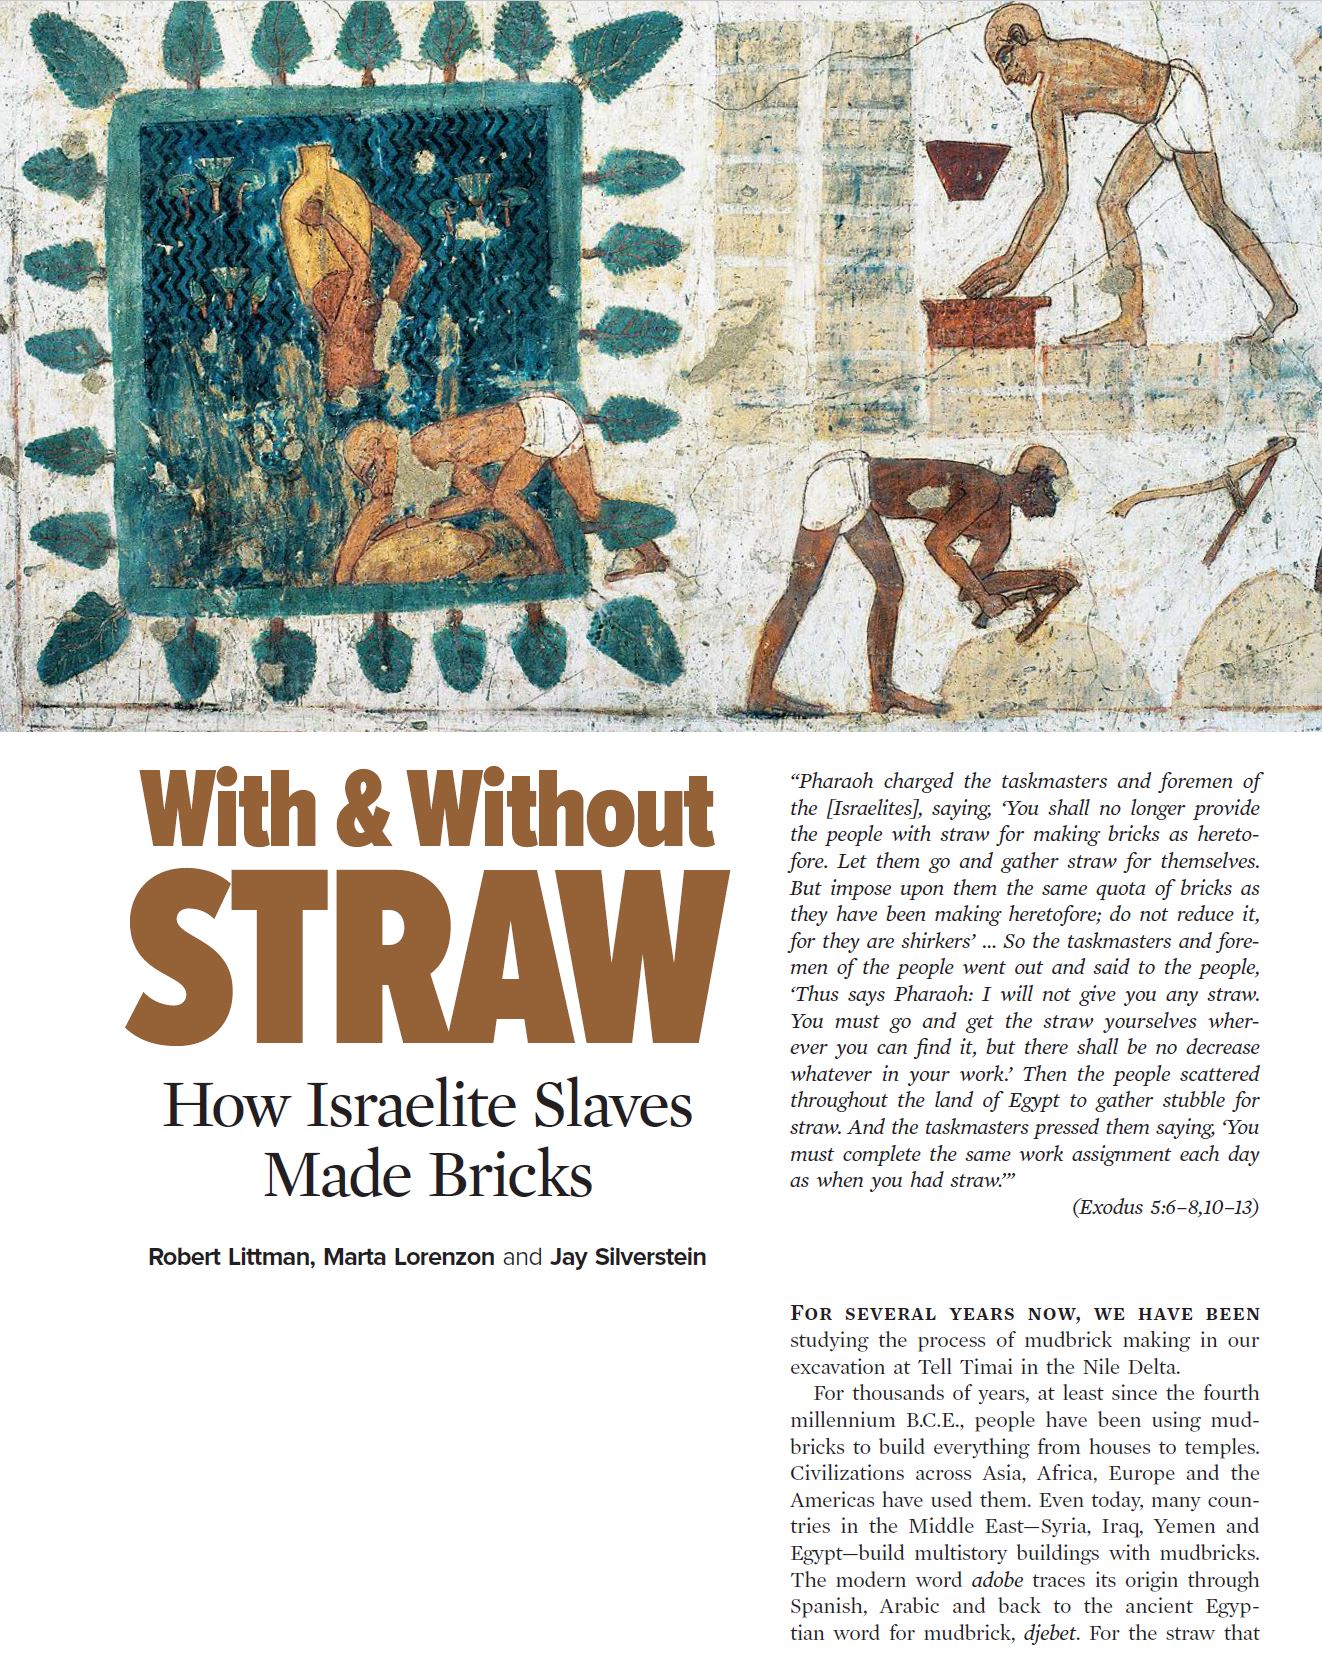 With & Without
STRAW
How Israelite Slaves
Made Bricks
Robert Littman, Marta Lorenzon and Jay Silverstein
“Pharaoh charged the taskmasters and foremen of
the [Israelites], saying, ‘You shall no longer provide
the people with straw for making bricks as hereto-
fore. Let them go and gather straw for themselves.
But impose upon them the same quota of bricks as
they have been making heretofore; do not reduce it,
for they are shirkers’ ... So the taskmasters and fore-
men of the people went out and said to the people,
‘Thus says Pharaoh: I will not give you any straw.
You must go and get the straw yourselves wher-
ever you can find it, but there shall be no decrease
whatever in your work.’ Then the people scattered
throughout the land of Egypt to gather stubble for
straw. And the taskmasters pressed them saying, ‘You
must complete the same work assignment each day
as when you had straw.’”
(Exodus 5:6–8,10–13)
FOR SEVERAL YEARS NOW, WE HAVE BEEN
studying the process of mudbrick making in our
excavation at Tell Timai in the Nile Delta.
For thousands of years, at least since the fourth
millennium B.C.E., people have been using mud-
bricks to build everything from houses to temples.
Civilizations across Asia, Africa, Europe and the
Americas have used them. Even today, many coun-
tries in the Middle East—Syria, Iraq, Yemen and
Egypt—build multistory buildings with mudbricks.
The modern word adobe traces its origin through
Spanish, Arabic and back to the ancient Egyp-
tian word for mudbrick, djebet. For the straw that